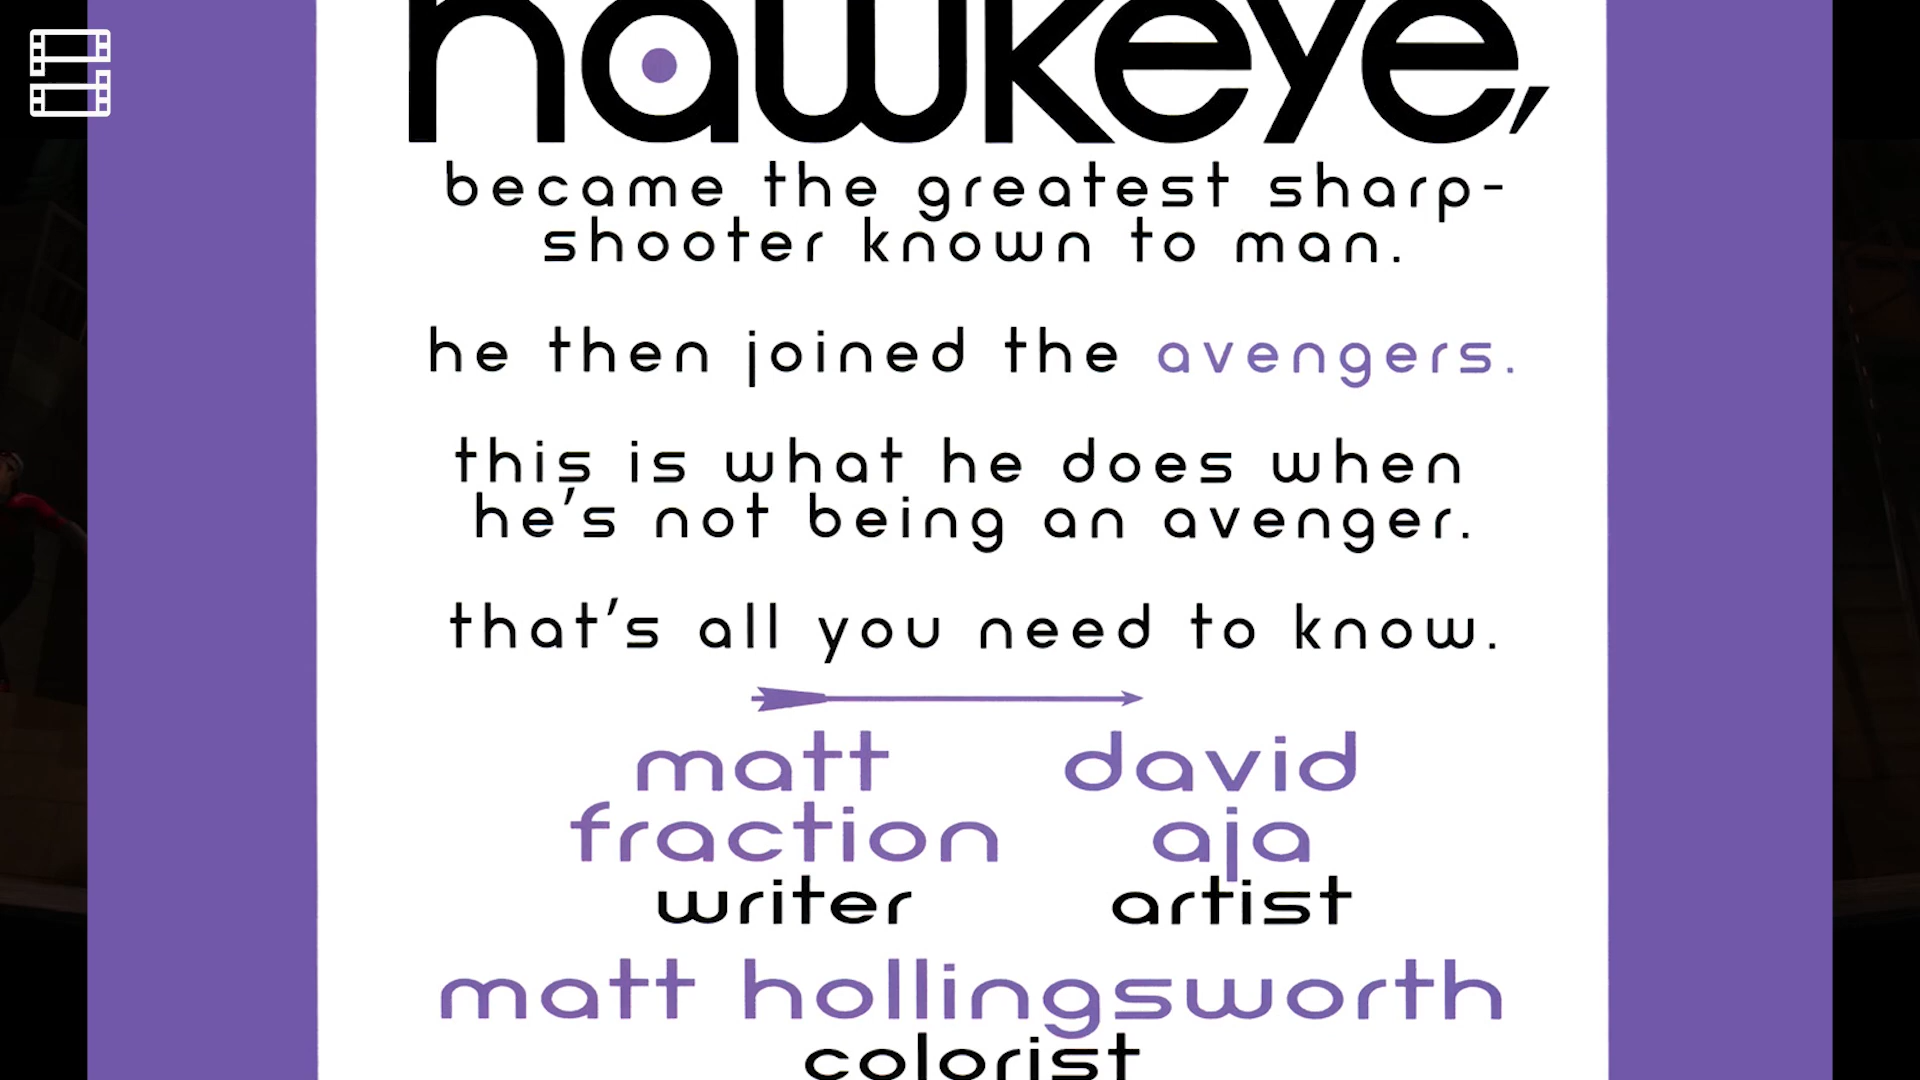 hawkeye,
became the greatest sharp-
shooter known to man.
he then joined the avengers.
this is what he does when
he's not being an avenger.
that's all you need to know.
matt david
fraction aja
writer artist
matt hollingsworth
colorist